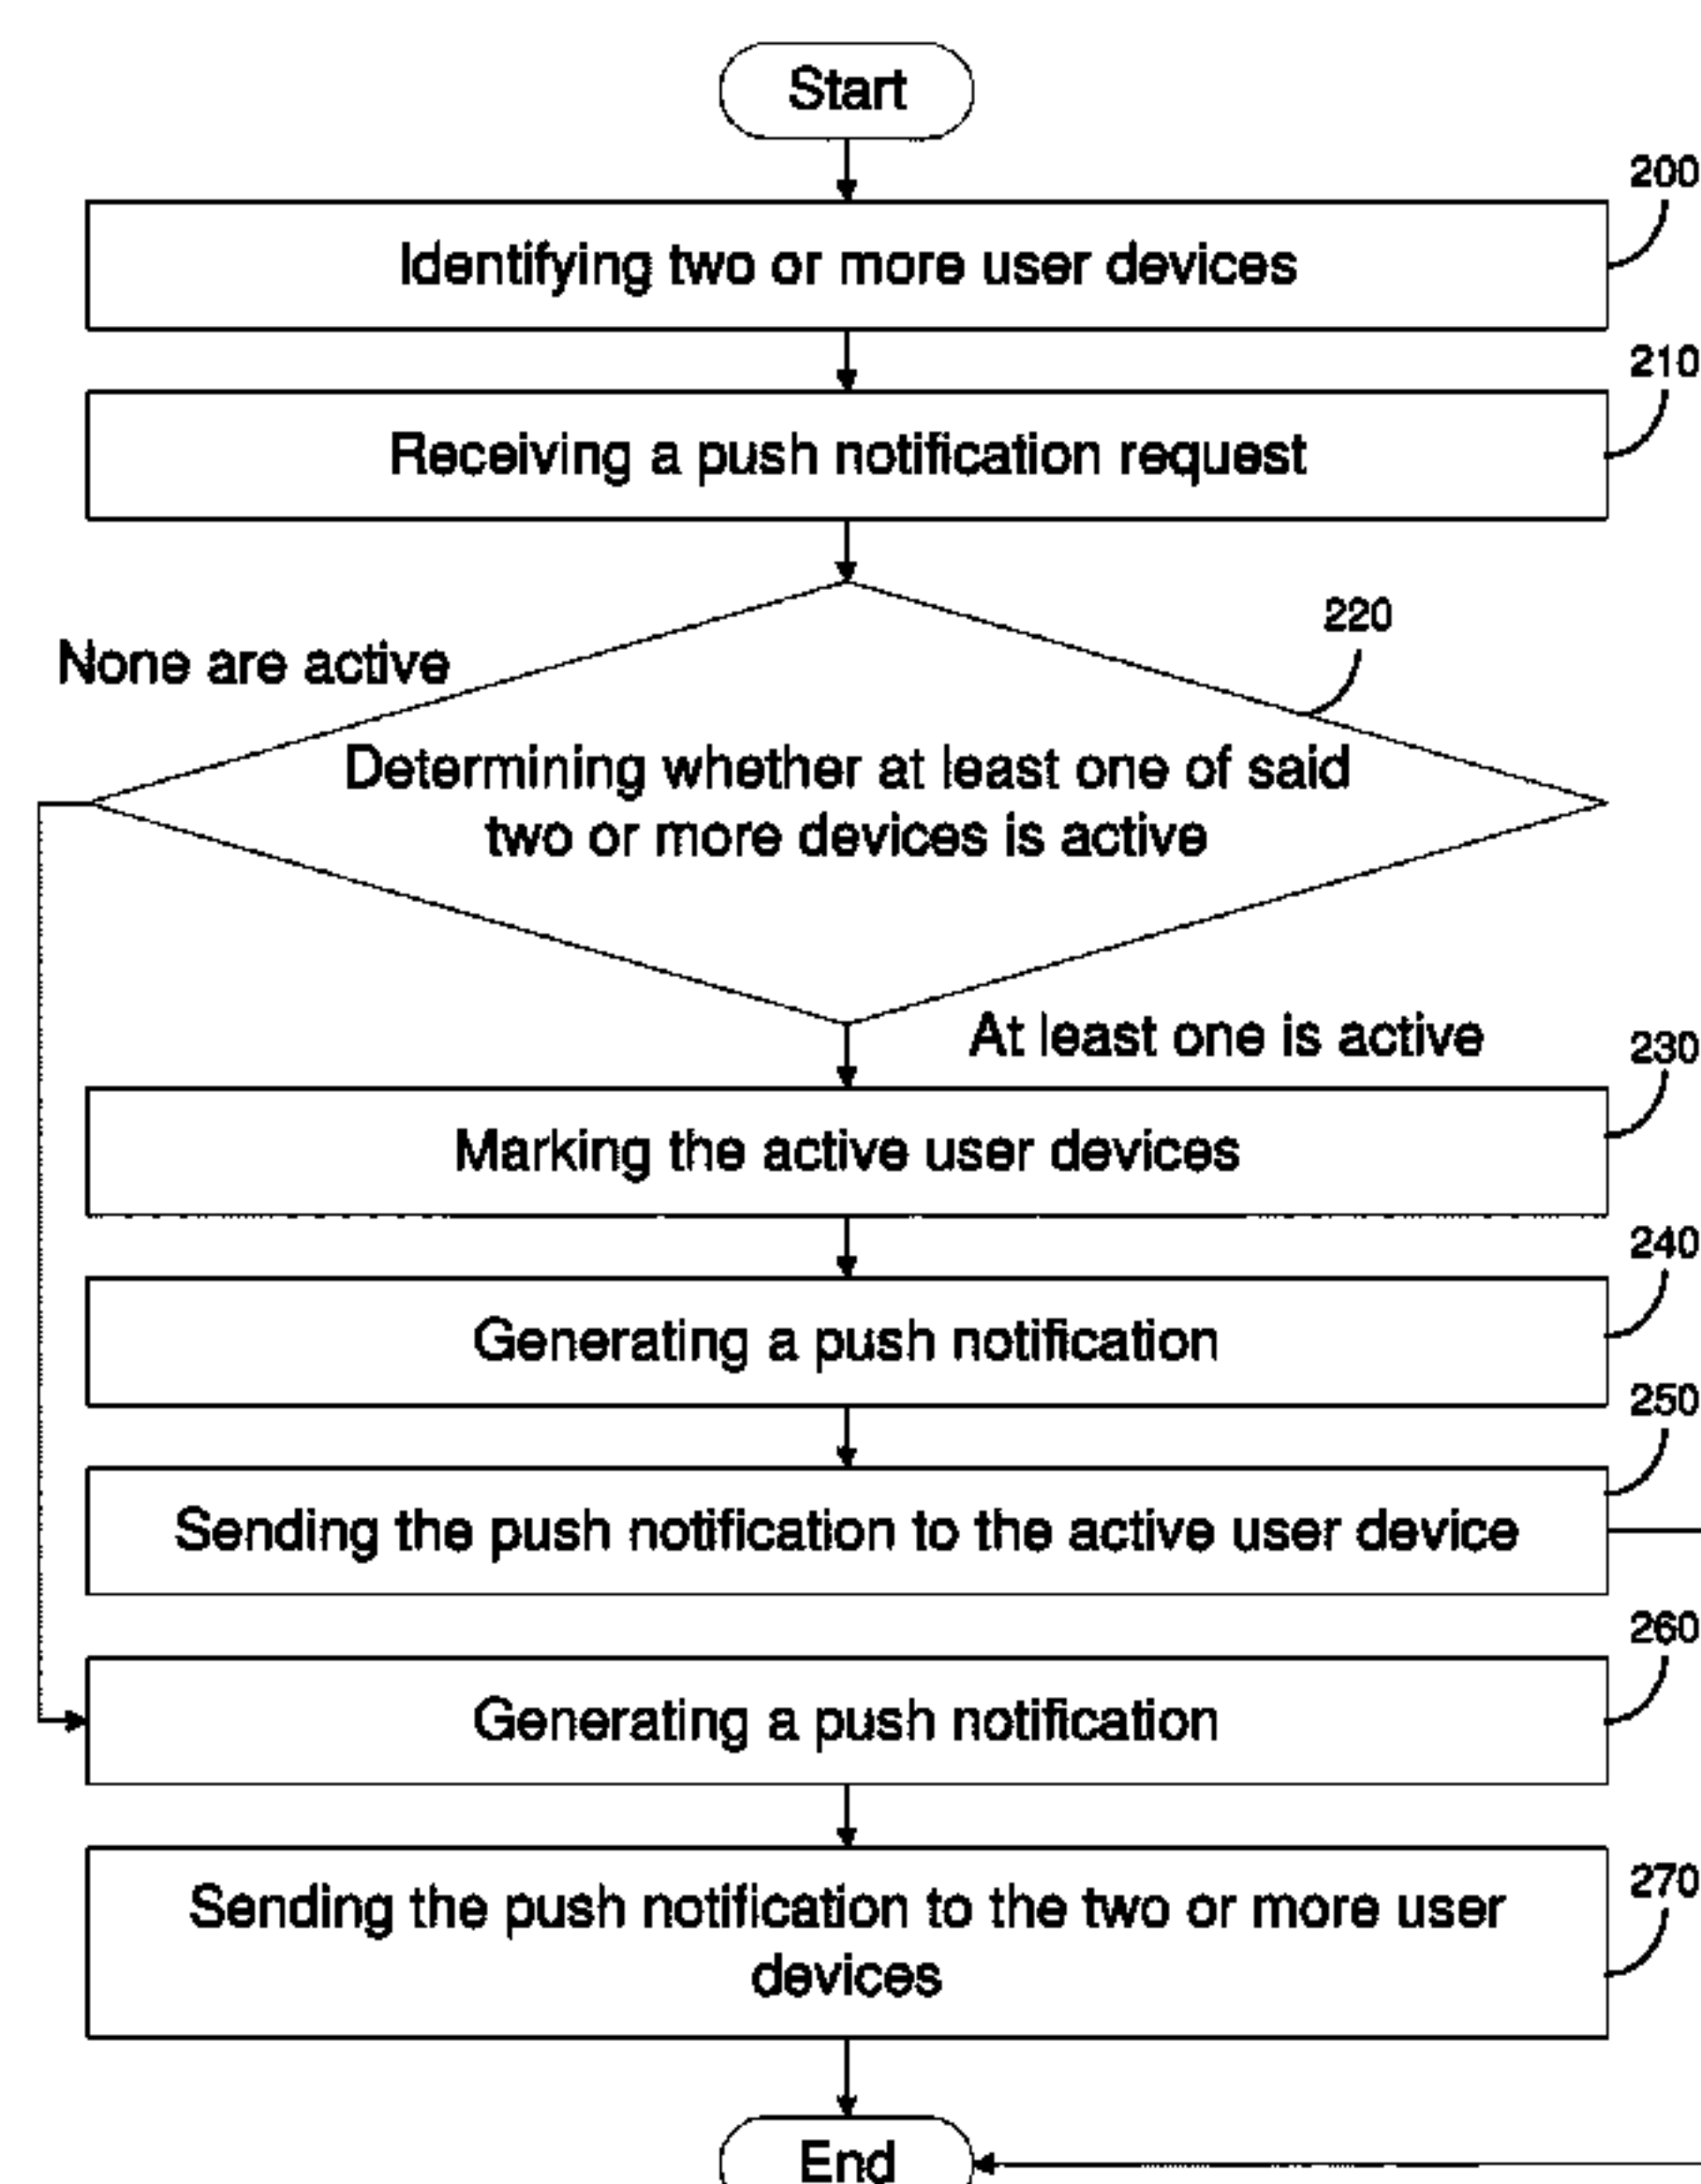 Start
200
Identifying two or more user devices
210
Receiving a push notification request
220
None are active
Determining whether at least one of said
two or more devices is active
At least one is active
230
Marking the active user devices
240
Generating a push notification
250
Sending the push notification to the active user device
260
Generating a push notification
270
Sending the push notification to the two or more user
devices
End